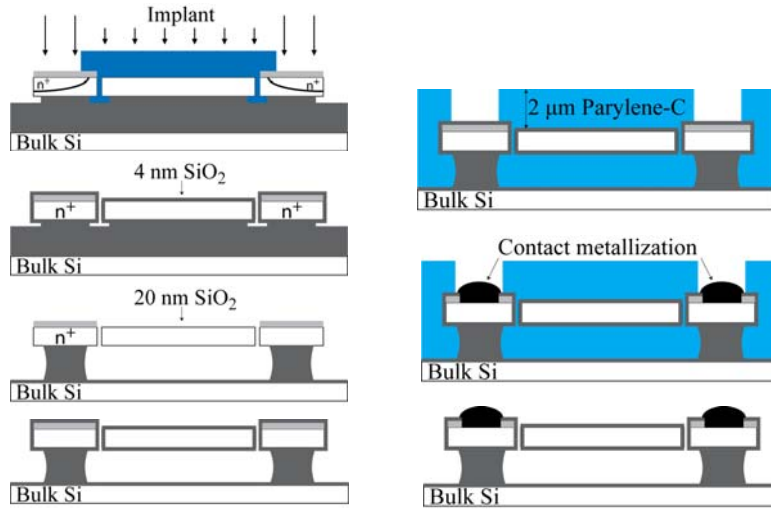 Implant
n+
n+
Bulk Si
4 nm SiO₂
n+
n+
Bulk Si
20 nm SiO₂
n+
Bulk Si
Bulk Si
2 μm Parylene-C
Bulk Si
Contact metallization
Bulk Si
Bulk Si